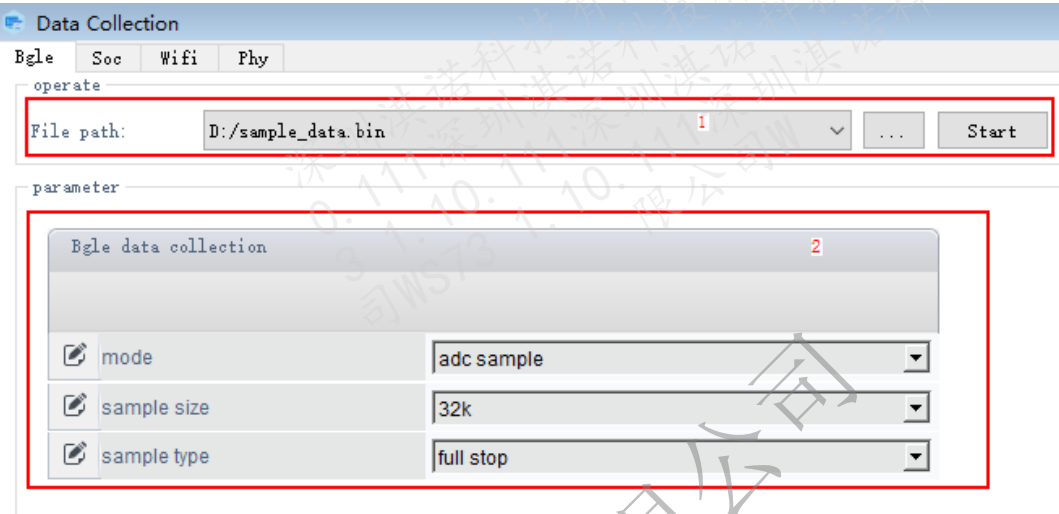 Data Collection
Bgle Soc Wifi Phy
operate
File path: D:/sample_data.bin 1 ... Start
parameter
Bgle data collection 2
mode adc sample
sample size 32k
sample type full stop